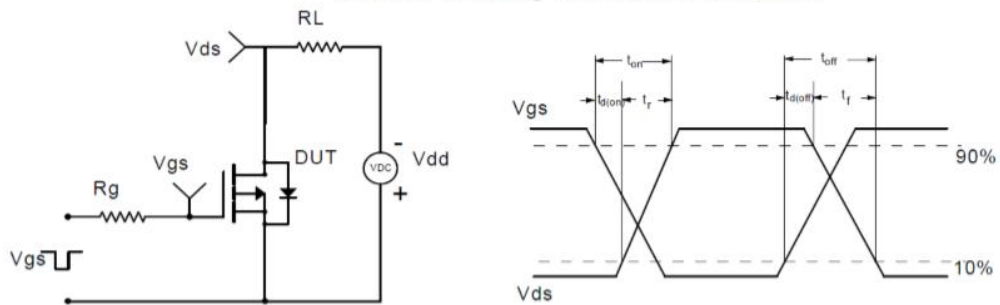 RL
Vds
Vgs
DUT
Rg
VDC
-
+
Vdd
Vgs
ton
toff
td(on)
tr
td(off)
tf
Vgs
90%
10%
Vds